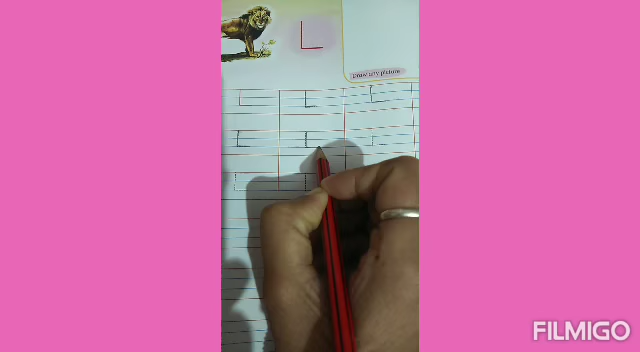 L
Draw any picture
L L L
L L L
L L
FILMIGO